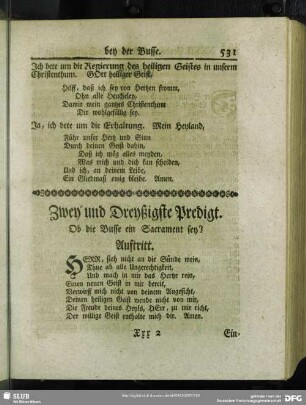 bey der Busse. 531
Ich bete um die Regierung des heiligen Geistes in unserm
Christenthum. GOtt heiliger Geist,
Hilff, daß ich sey von Hertzen fromm,
Ohn alle Heucheley,
Damit mein gantzes Christenthum
Dir wohlgefällig sey.
Ja, ich bete um die Erhaltung. Mein Heyland,
Führ unser Hertz und Sinn
Durch deinen Geist dahin,
Daß ich mög alles meyden,
Was mich und dich kan scheiden,
Und ich, an deinem Leibe,
Ein Gliedmaß ewig bleibe. Amen.
Zwey und Dreyßigste Predigt.
Ob die Busse ein Sacrament sey?
Auftritt.
HERR, sieh nicht an die Sünde mein,
Thue ab alle Ungerechtigkeit,
Und mach in mir das Hertze rein,
Einen neuen Geist in mir bereit,
Verwirff mich nicht von deinem Angesicht,
Deinen heiligen Geist wende nicht von mir,
Die Freude deines Heyls, HErr, zu mir richt,
Der willige Geist enthalte mich dir. Amen.
Xxx 2 Ein-
SLUB
DFG